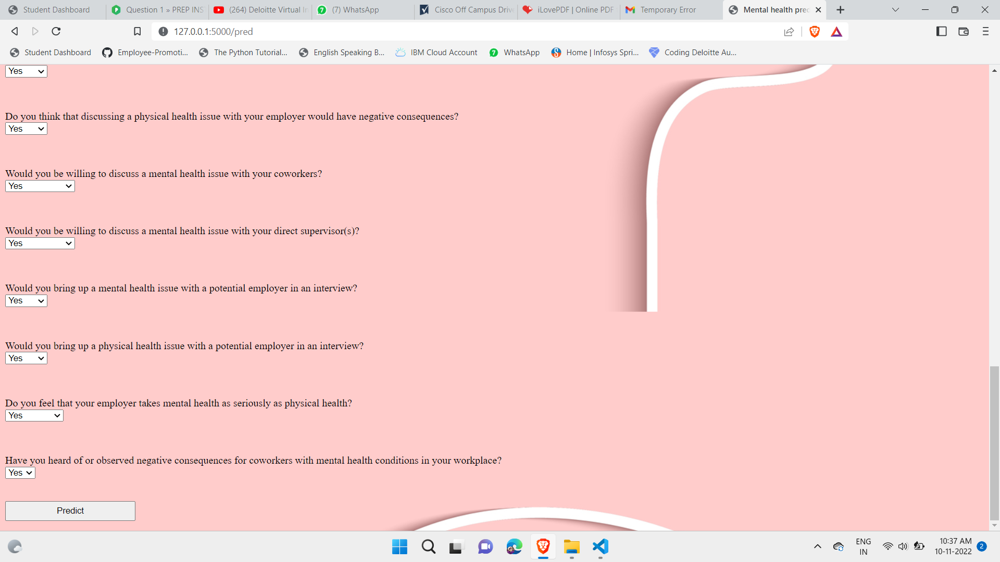 Student Dashboard
Question 1 » PREP INS
(264) Deloitte Virtual In
(7) WhatsApp
Cisco Off Campus Drive
iLovePDF | Online PDF
Temporary Error
Mental health pred
127.0.0.1:5000/pred
Student Dashboard
Employee-Promoti...
The Python Tutorial...
English Speaking B...
IBM Cloud Account
WhatsApp
Home | Infosys Spri...
Coding Deloitte Au...
Yes
Do you think that discussing a physical health issue with your employer would have negative consequences?
Yes
Would you be willing to discuss a mental health issue with your coworkers?
Yes
Would you be willing to discuss a mental health issue with your direct supervisor(s)?
Yes
Would you bring up a mental health issue with a potential employer in an interview?
Yes
Would you bring up a physical health issue with a potential employer in an interview?
Yes
Do you feel that your employer takes mental health as seriously as physical health?
Yes
Have you heard of or observed negative consequences for coworkers with mental health conditions in your workplace?
Yes
Predict
ENG
IN
10:37 AM
10-11-2022
2